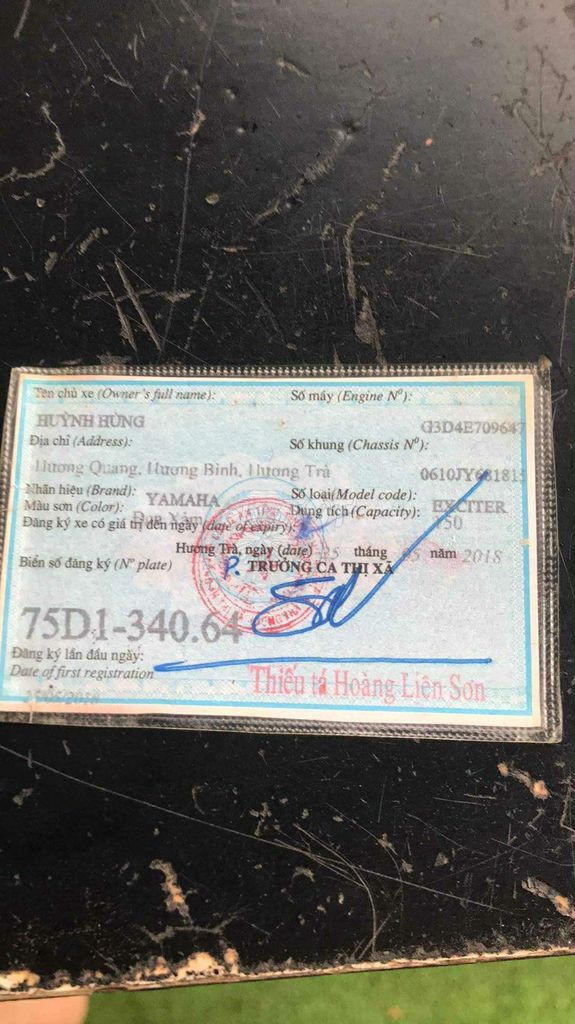 Tên chủ xe (Owner's full name):
HUỲNH HÙNG
Số máy (Engine Nº):
G3D4E709647
Địa chỉ (Address):
Hương Quang, Hương Bình, Hương Trà
Số khung (Chassis Nº):
0610JY681815
Nhãn hiệu (Brand): YAMAHA
Số loại(Model code): EXCITER
Màu sơn (Color):
Dung tích (Capacity): 150
Đăng ký xe có giá trị đến ngày (date of expiry):
Hương Trà, ngày (date) tháng năm 2018
Biển số đăng ký (Nº plate)
P. TRƯỞNG CA THỊ XÃ
75D1-340.64
Đăng ký lần đầu ngày:
Date of first registration
Thiếu tá Hoàng Liên Sơn